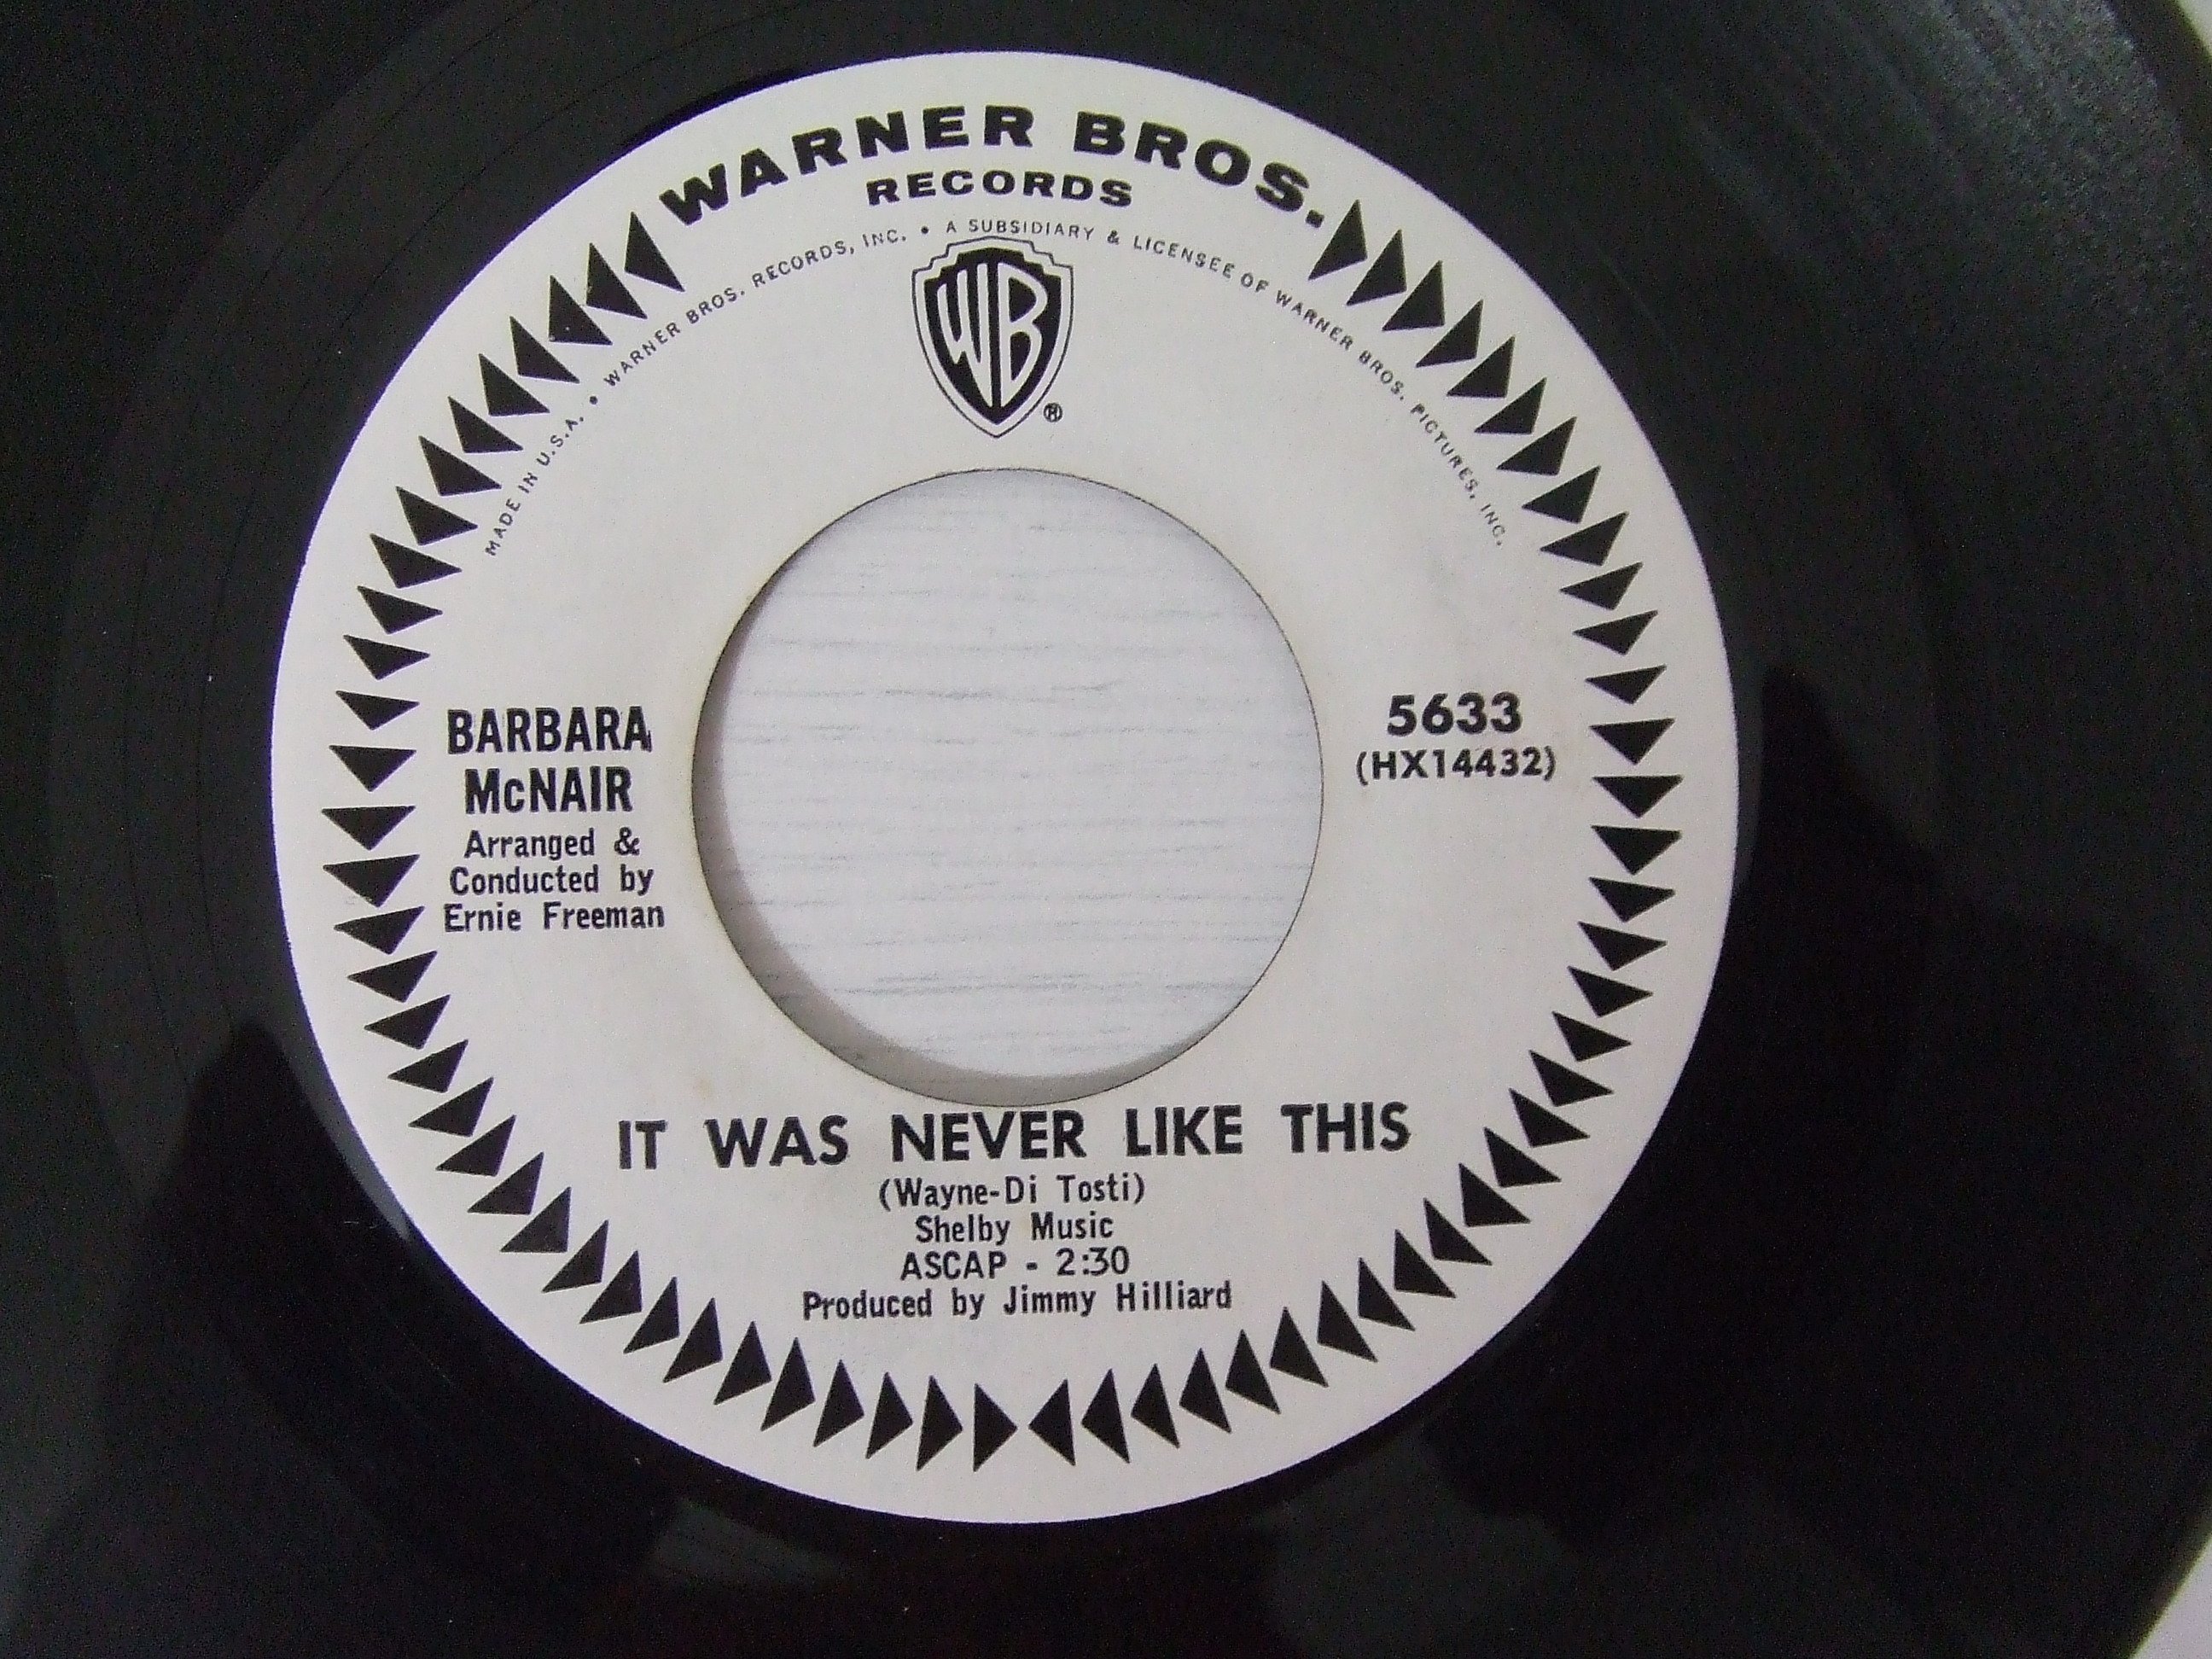 WARNER BROS.
RECORDS
MADE IN U.S.A. • WARNER BROS. RECORDS, INC. • A SUBSIDIARY & LICENSEE OF WARNER BROS. PICTURES, INC.
WB
®
BARBARA
McNAIR
Arranged &
Conducted by
Ernie Freeman
5633
(HX14432)
IT WAS NEVER LIKE THIS
(Wayne-Di Tosti)
Shelby Music
ASCAP - 2:30
Produced by Jimmy Hilliard